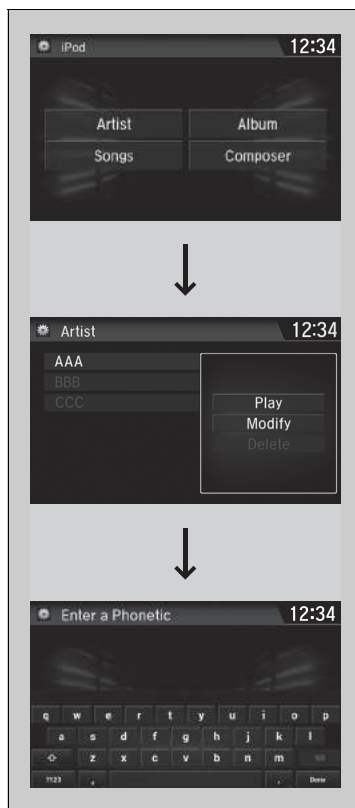 iPod 12:34
Artist Album
Songs Composer
Artist 12:34
AAA
BBB
CCC
Play
Modify
Delete
Enter a Phonetic 12:34
q w e r t y u i o p
a s d f g h j k l
z x c v b n m
?123 , . Done